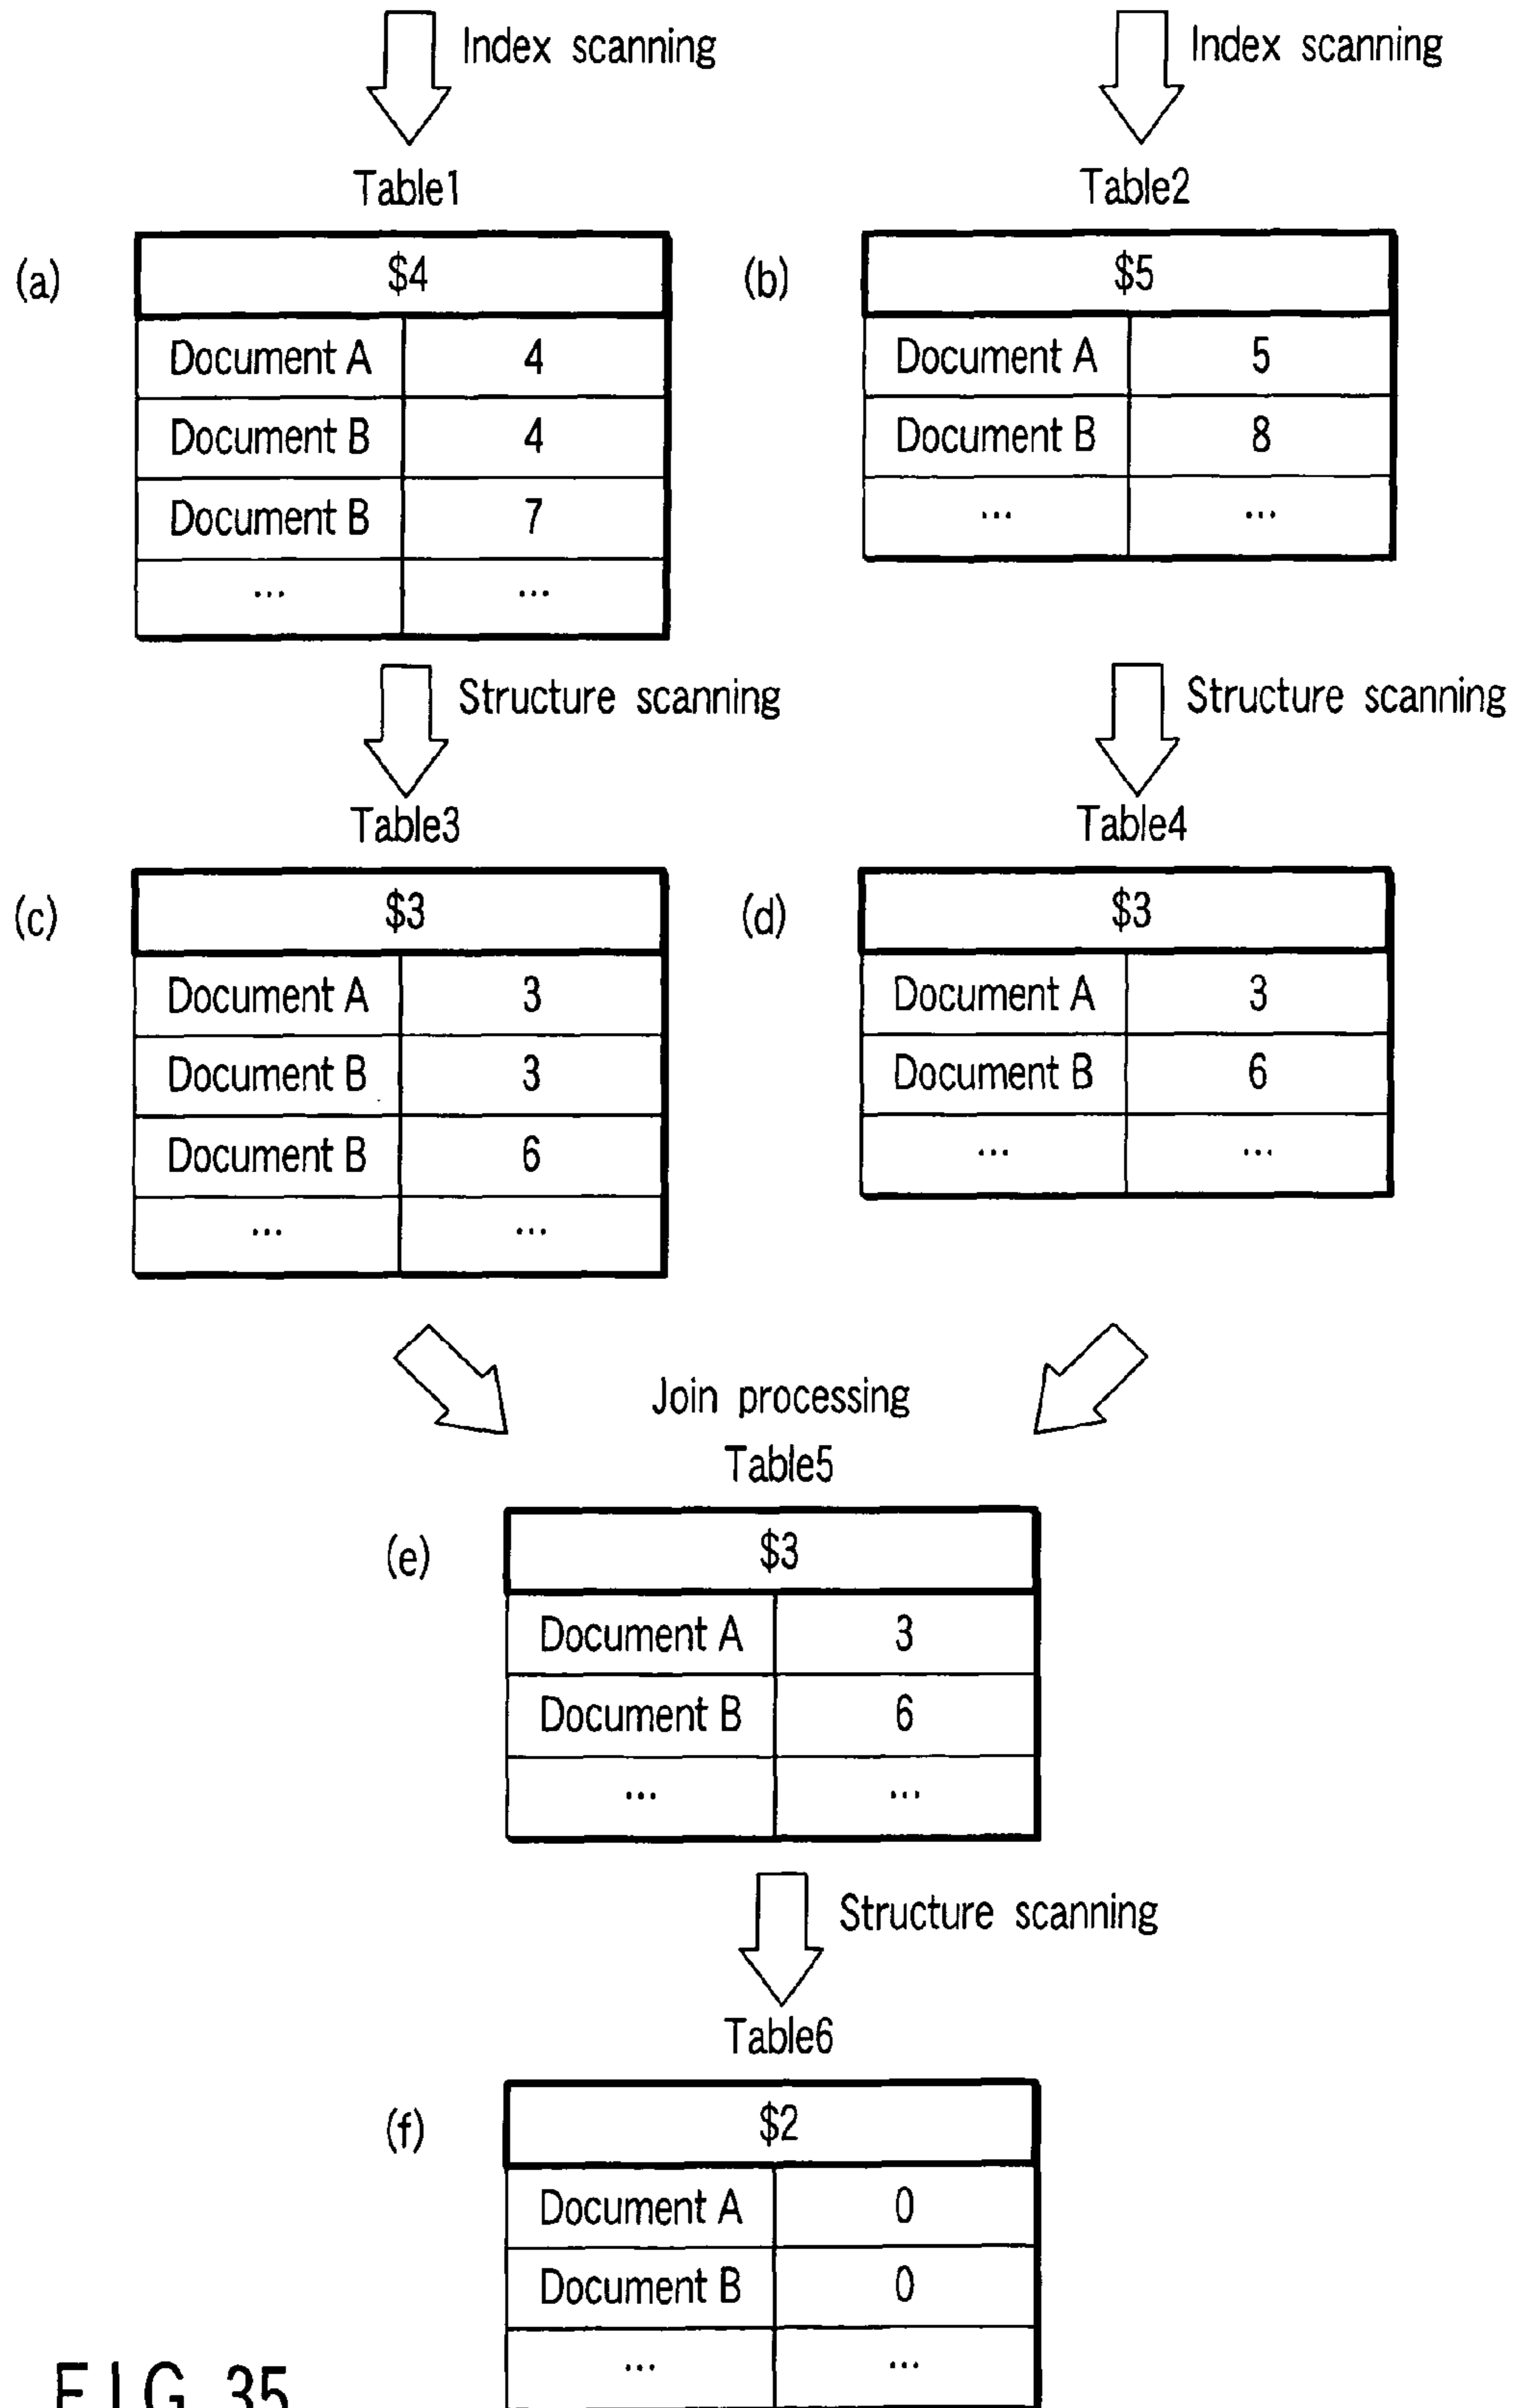 Index scanning
Index scanning
Table1
Table2
(a)
$4
Document A 4
Document B 4
Document B 7
... ...
(b)
$5
Document A 5
Document B 8
... ...
Structure scanning
Structure scanning
Table3
Table4
(c)
$3
Document A 3
Document B 3
Document B 6
... ...
(d)
$3
Document A 3
Document B 6
... ...
Join processing
Table5
(e)
$3
Document A 3
Document B 6
... ...
Structure scanning
Table6
(f)
$2
Document A 0
Document B 0
... ...
FIG. 35